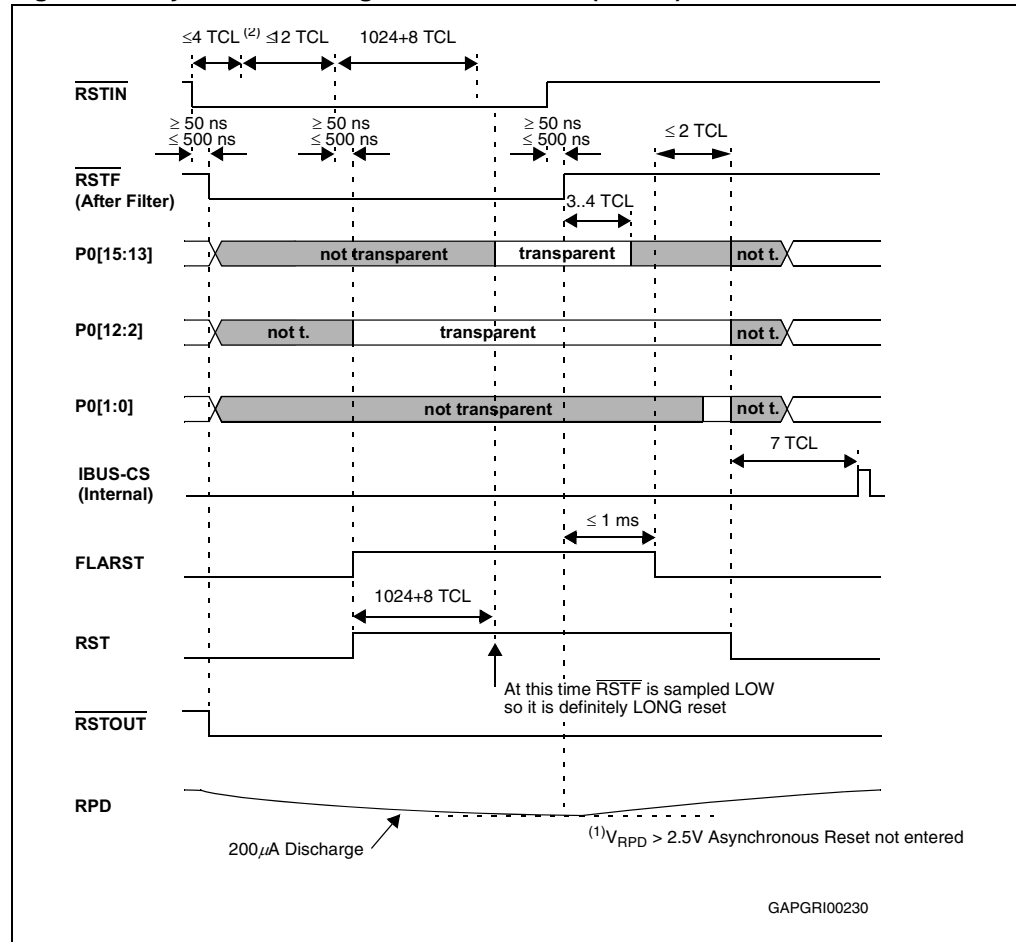 ≤4 TCL (2) ≤12 TCL 1024+8 TCL
RSTIN
≥ 50 ns ≥ 50 ns ≥ 50 ns
≤ 500 ns ≤ 500 ns ≤ 500 ns ≤ 2 TCL
RSTF
(After Filter)
3..4 TCL
P0[15:13] not transparent transparent not t.
P0[12:2] not t. transparent not t.
P0[1:0] not transparent not t.
7 TCL
IBUS-CS
(Internal)
≤ 1 ms
FLARST
1024+8 TCL
RST
At this time RSTF is sampled LOW
so it is definitely LONG reset
RSTOUT
RPD
200μA Discharge
(1)VRPD > 2.5V Asynchronous Reset not entered
GAPGRI00230